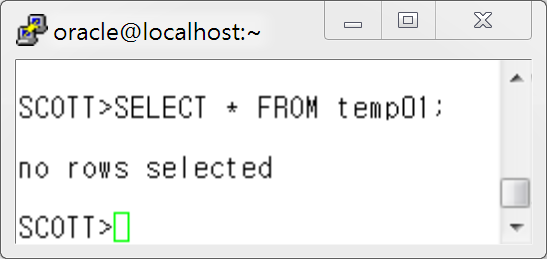 oracle@localhost:~
SCOTT>SELECT * FROM temp01;
no rows selected
SCOTT>